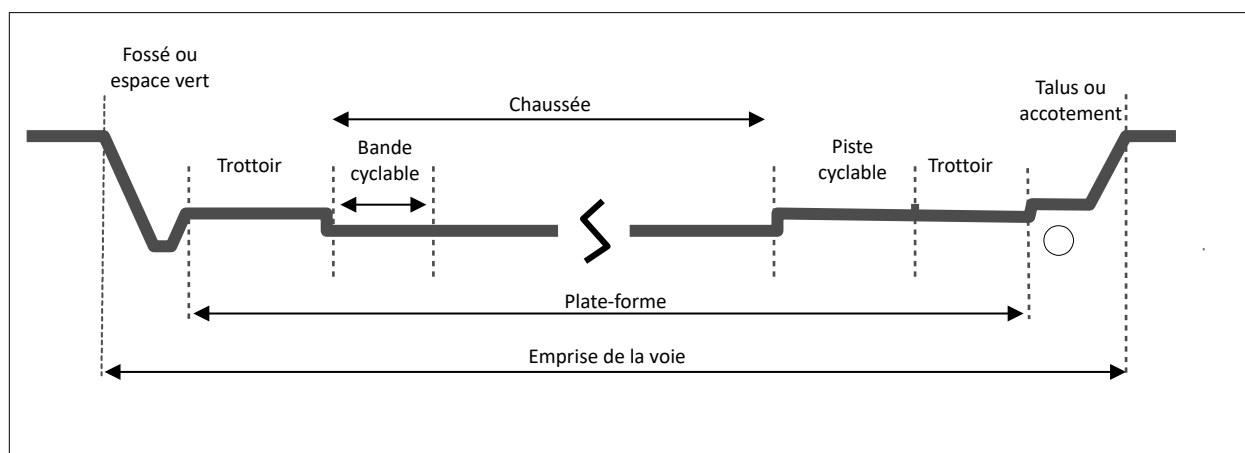 Fossé ou
espace vert
Chaussée
Talus ou
accotement
Trottoir
Bande
cyclable
Piste
cyclable
Trottoir
Plate-forme
Emprise de la voie